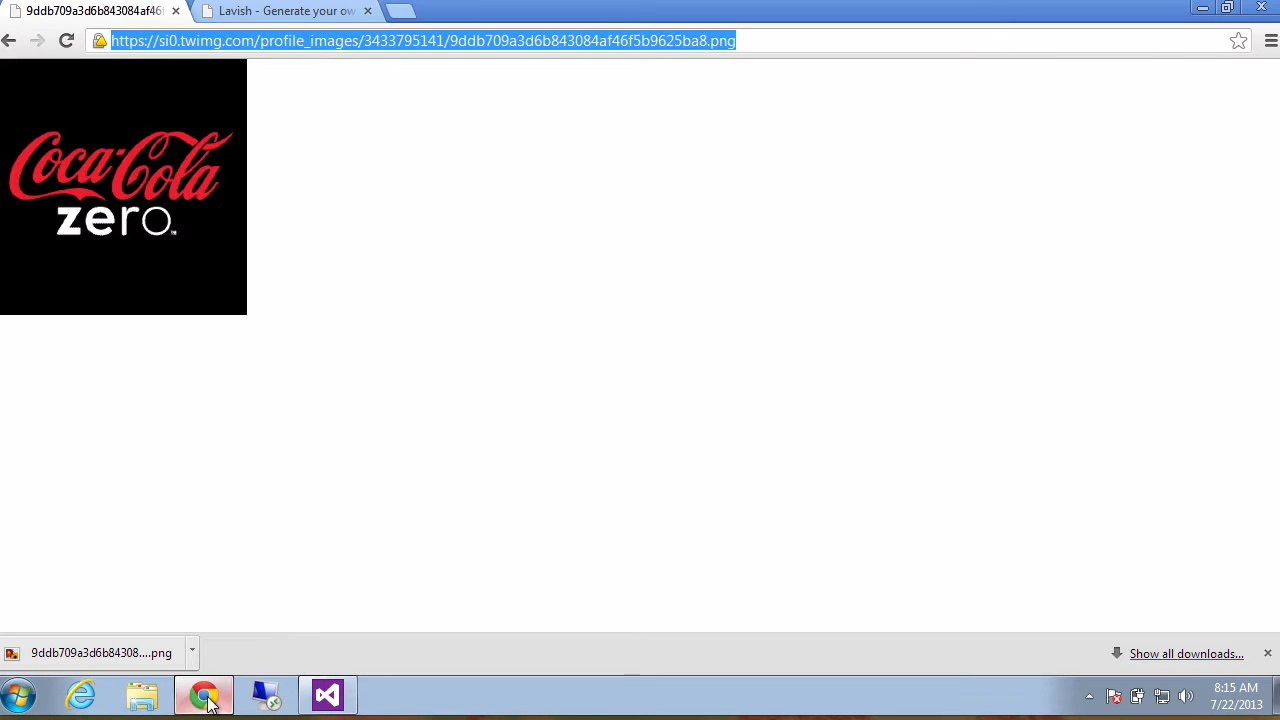 9ddb709a3d6b843084af46
Lavish - Generate your ow
https://si0.twimg.com/profile_images/3433795141/9ddb709a3d6b843084af46f5b9625ba8.png
Coca-Cola
zero™
9ddb709a3d6b84308....png
Show all downloads...
8:15 AM
7/22/2013